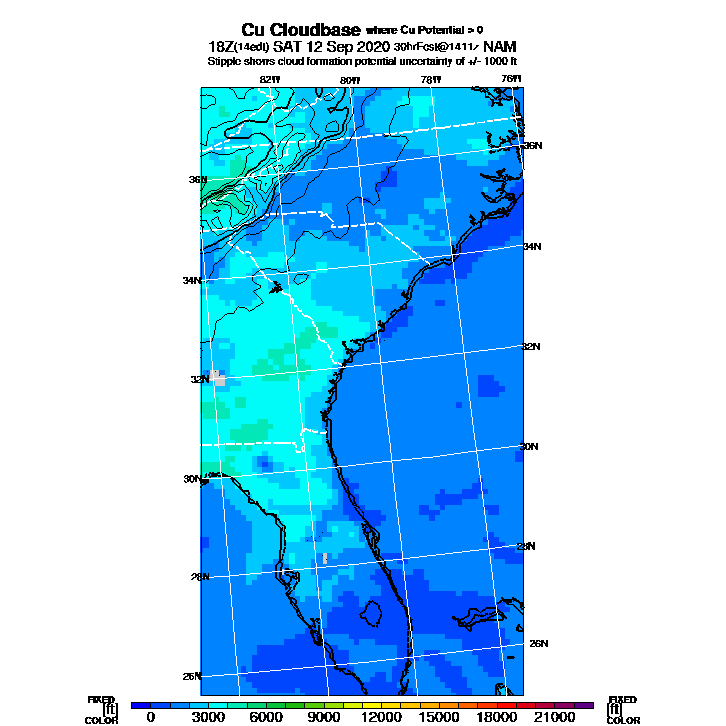 Cu Cloudbase where Cu Potential > 0
18Z(14edt) SAT 12 Sep 2020 39hrFcst@1411z NAM
Stipple shows cloud formation potential uncertainty of +/- 1000 ft
82W 80W 78W 76W
36N 36N
34N 34N
32N 32N
30N 30N
28N 28N
26N 26N
FIXED FIXED
[ft] [ft]
COLOR COLOR
0 3000 6000 9000 12000 15000 18000 21000